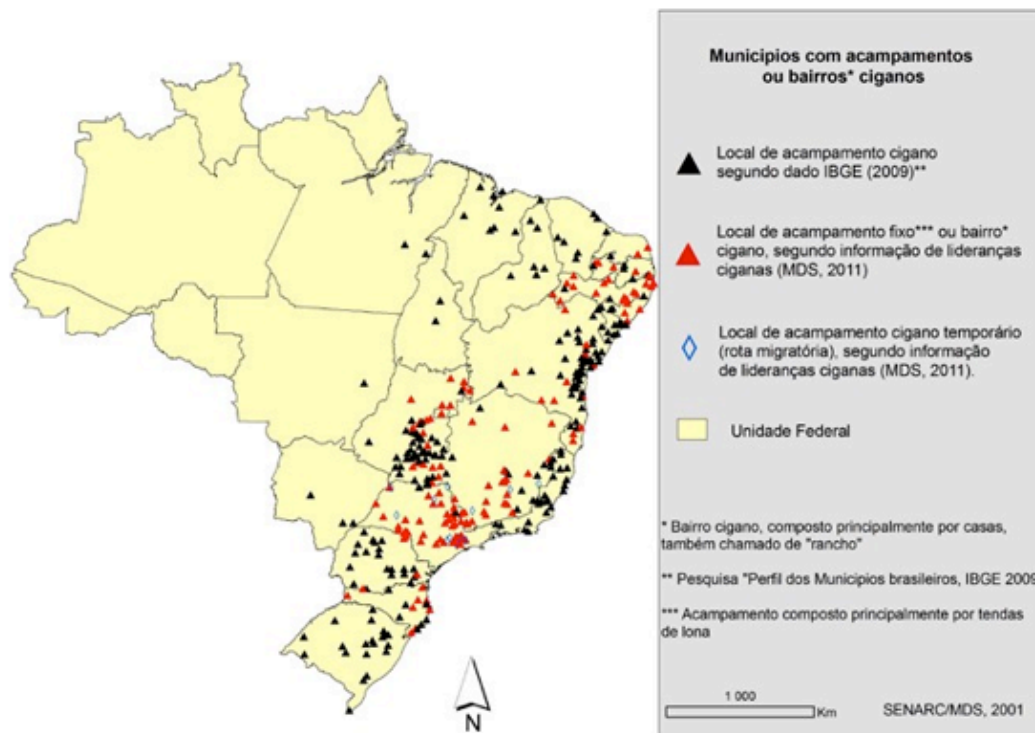 Municipios com acampamentos
ou bairros* ciganos
Local de acampamento cigano
segundo dado IBGE (2009)**
Local de acampamento fixo*** ou bairro*
cigano, segundo informação de lideranças
ciganas (MDS, 2011)
Local de acampamento cigano temporário
(rota migratória), segundo informação
de lideranças ciganas (MDS, 2011).
Unidade Federal
* Bairro cigano, composto principalmente por casas,
também chamado de "rancho"
** Pesquisa "Perfil dos Municipios brasileiros, IBGE 2009
*** Acampamento composto principalmente por tendas
de lona
1 000
Km
SENARC/MDS, 2001
N